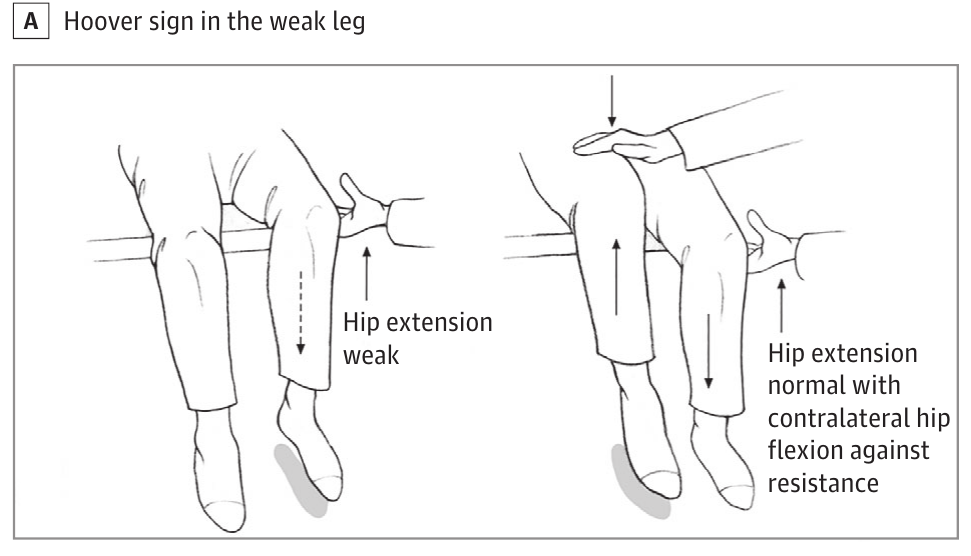 A Hoover sign in the weak leg
Hip extension
weak
Hip extension
normal with
contralateral hip
flexion against
resistance